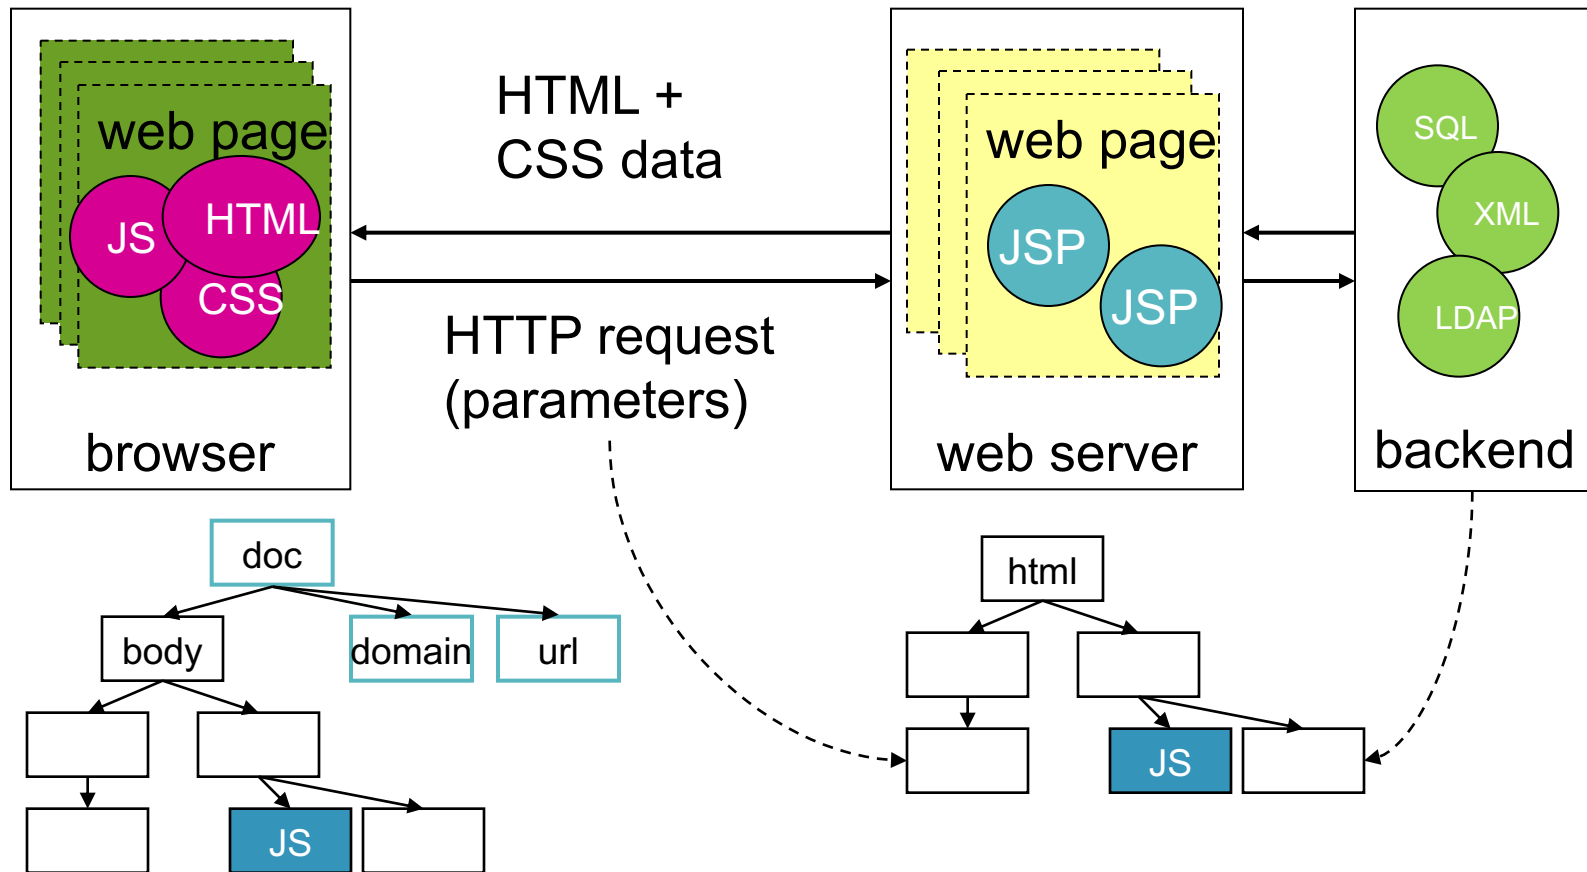 web page
JS
HTML
CSS
browser
HTML +
CSS data
HTTP request
(parameters)
web page
JSP
JSP
web server
SQL
XML
LDAP
backend
doc
body
domain
url
JS
html
JS